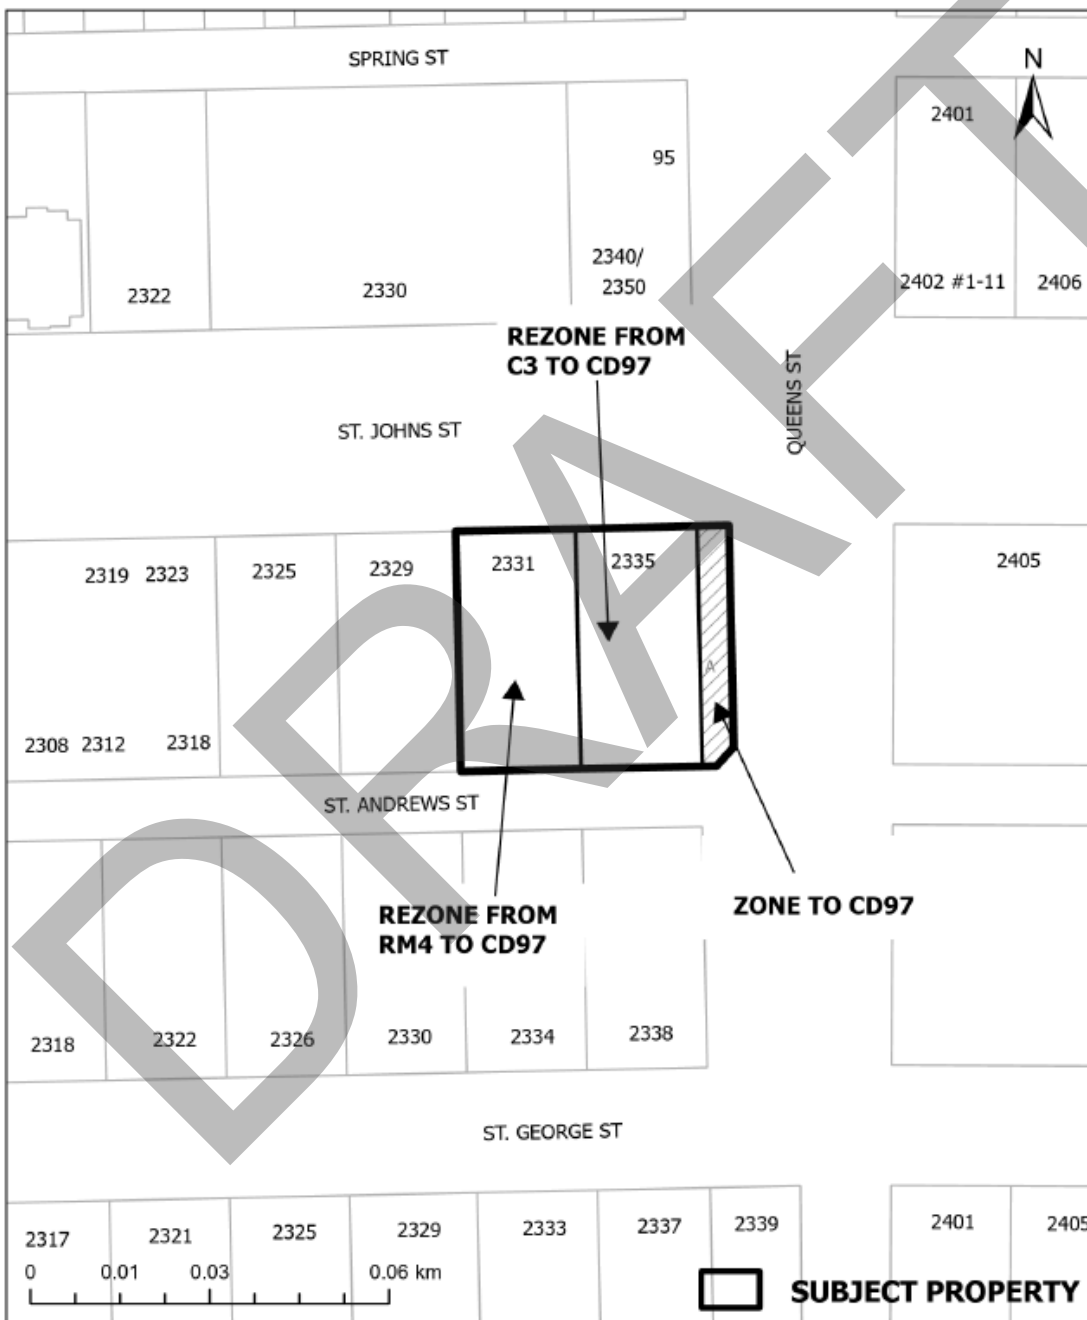 SPRING ST
N
2401
95
2340/
2350
2322
2330
2402 #1-11
2406
REZONE FROM
C3 TO CD97
QUEENS ST
ST. JOHNS ST
2319 2323
2325
2329
2331
2335
2405
A
2308 2312 2318
ST. ANDREWS ST
REZONE FROM
RM4 TO CD97
ZONE TO CD97
2318
2322
2326
2330
2334
2338
ST. GEORGE ST
2317
2321
2325
2329
2333
2337
2339
2401
2405
0 0.01 0.03 0.06 km
SUBJECT PROPERTY
DRAFT